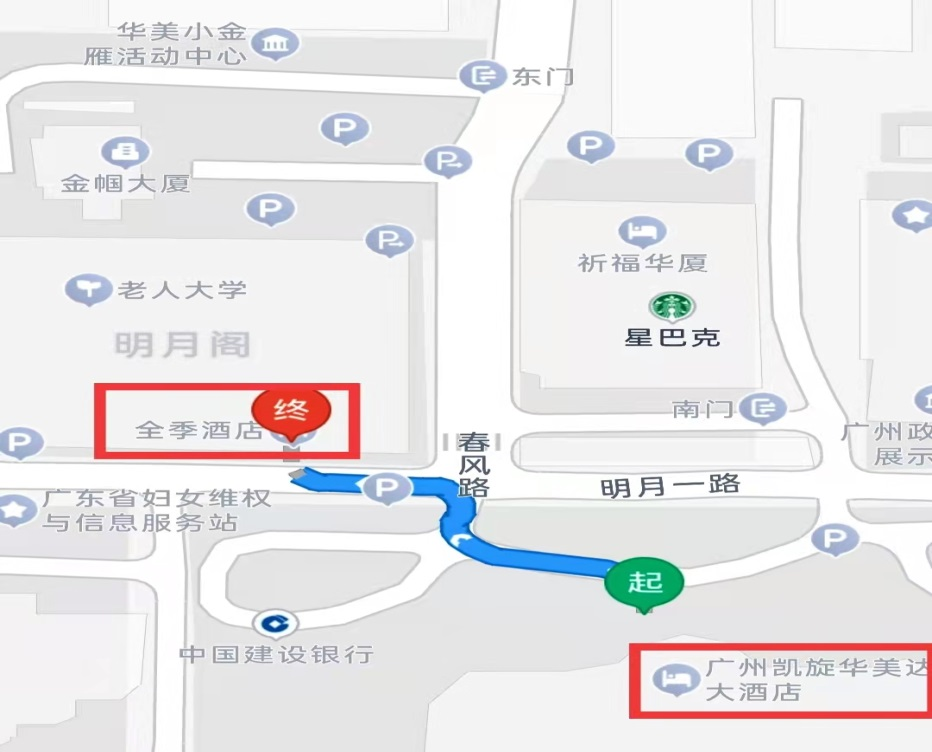 华美小金
雁活动中心
东门
P
P
P
P
金帼大厦
P
P
祈福华厦
老人大学
星巴克
明月阁
终
全季酒店
南门
广州政
展示
P
春风路
P
明月一路
广东省妇女维权
与信息服务站
P
起
中国建设银行
广州凯旋华美达
大酒店